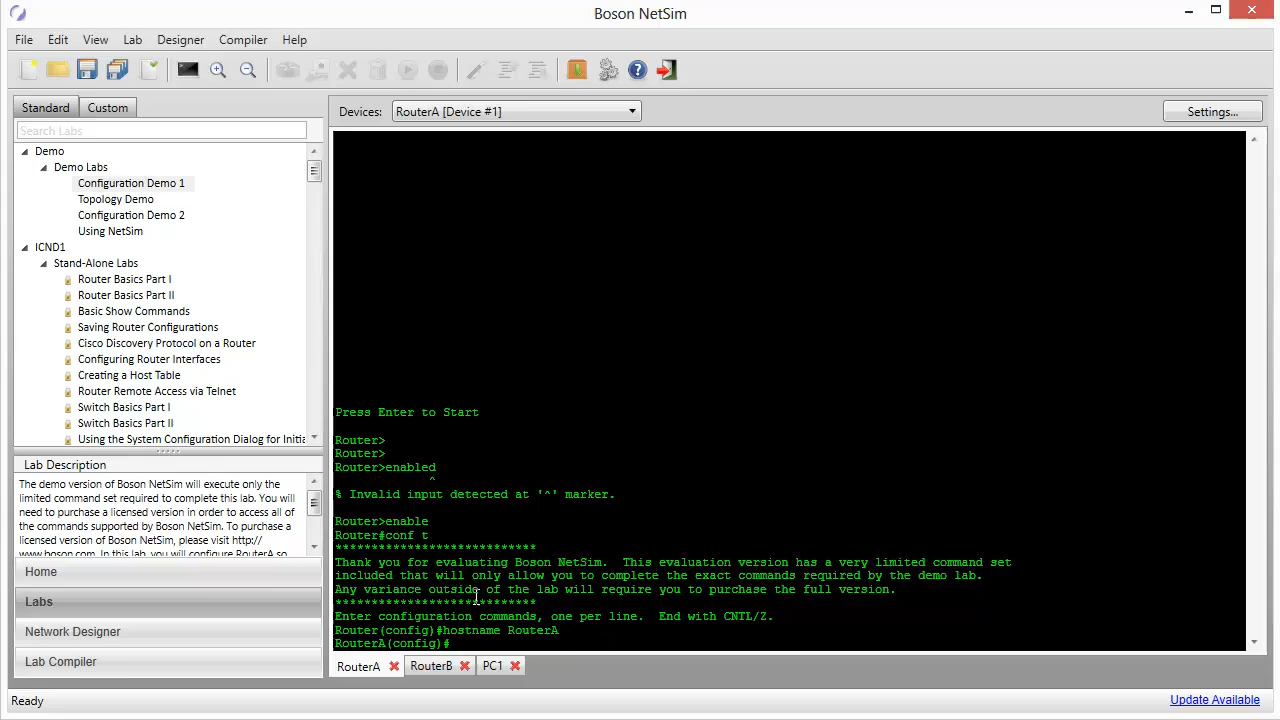 Boson NetSim
File Edit View Lab Designer Compiler Help
Standard Custom
Search Labs
Demo
Demo Labs
Configuration Demo 1
Topology Demo
Configuration Demo 2
Using NetSim
ICND1
Stand-Alone Labs
Router Basics Part I
Router Basics Part II
Basic Show Commands
Saving Router Configurations
Cisco Discovery Protocol on a Router
Configuring Router Interfaces
Creating a Host Table
Router Remote Access via Telnet
Switch Basics Part I
Switch Basics Part II
Using the System Configuration Dialog for Initia
Lab Description
The demo version of Boson NetSim will execute only the
limited command set required to complete this lab. You will
need to purchase a licensed version in order to access all of
the commands supported by Boson NetSim. To purchase a
licensed version of Boson NetSim, please visit http://
www.boson.com. In this lab, you will configure RouterA so
Home
Labs
Network Designer
Lab Compiler
Devices: RouterA [Device #1] Settings...
Press Enter to Start
Router>
Router>
Router>enabled
^
% Invalid input detected at '^' marker.
Router>enable
Router#conf t
****************************
Thank you for evaluating Boson NetSim. This evaluation version has a very limited command set
included that will only allow you to complete the exact commands required by the demo lab.
Any variance outside of the lab will require you to purchase the full version.
****************************
Enter configuration commands, one per line. End with CNTL/Z.
Router(config)#hostname RouterA
RouterA(config)#
RouterA RouterB PC1
Ready
Update Available